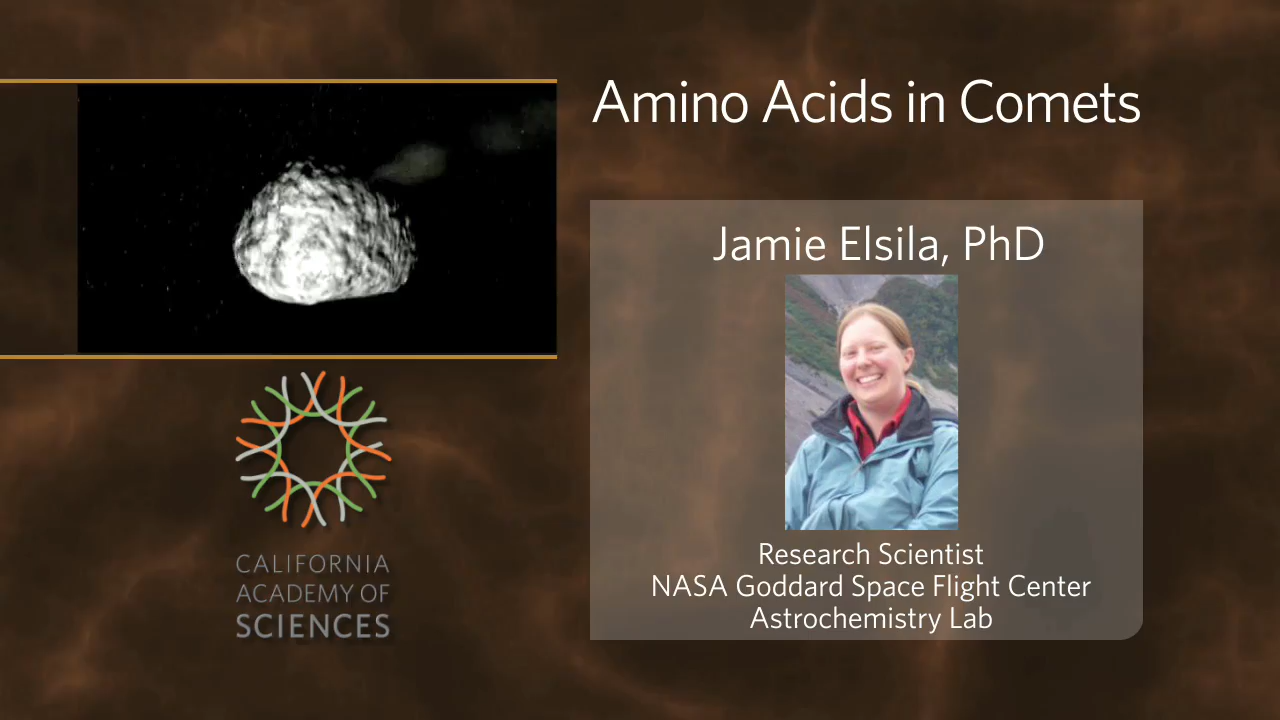 Amino Acids in Comets
Jamie Elsila, PhD
Research Scientist
NASA Goddard Space Flight Center
Astrochemistry Lab
CALIFORNIA
ACADEMY OF
SCIENCES